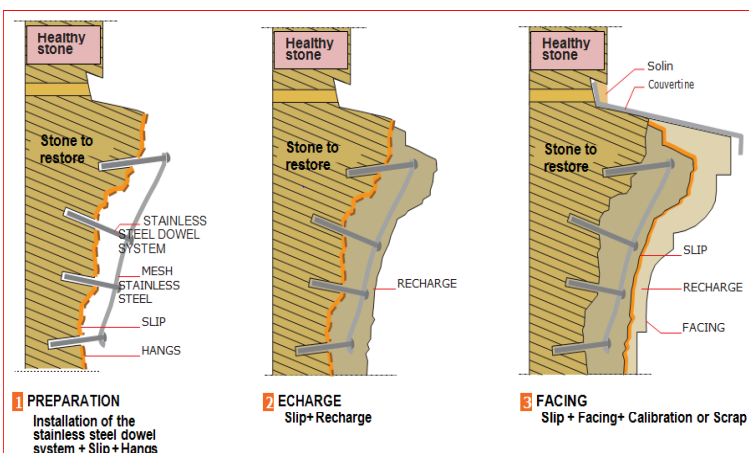 Healthy
stone
Stone to
restore
STAINLESS
STEEL DOWEL
SYSTEM
MESH
STAINLESS
STEEL
SLIP
HANGS
1 PREPARATION
Installation of the
stainless steel dowel
system + Slip + Hangs
Healthy
stone
Stone to
restore
RECHARGE
2 ECHARGE
Slip+ Recharge
Healthy
stone
Solin
Couvertine
Stone to
restore
SLIP
RECHARGE
FACING
3 FACING
Slip + Facing+ Calibration or Scrap